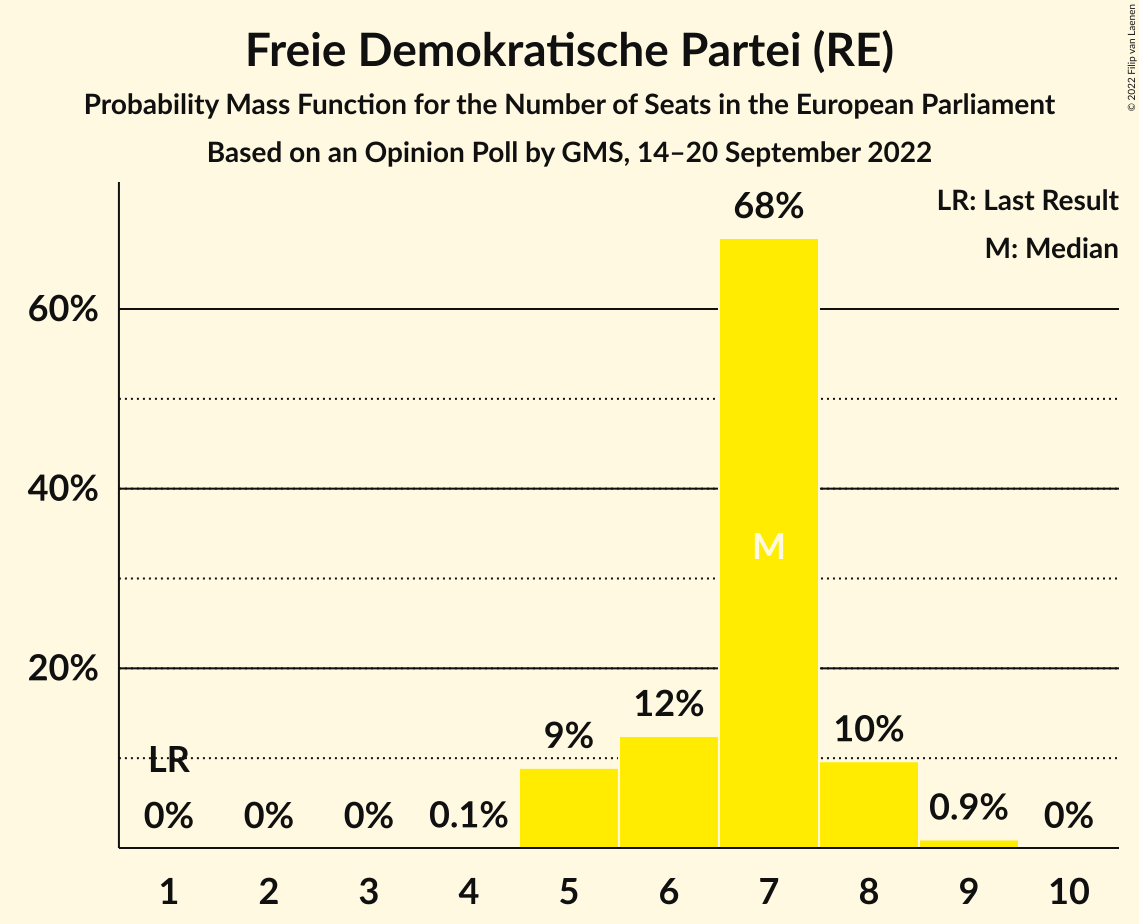 Freie Demokratische Partei (RE)
Probability Mass Function for the Number of Seats in the European Parliament
Based on an Opinion Poll by GMS, 14–20 September 2022
© 2022 Filip van Laenen
LR: Last Result
M: Median
68%
60%
40%
M
20%
12%
9%
10%
LR
0%
0%
0%
0.1%
0.9%
0%
1 2 3 4 5 6 7 8 9 10